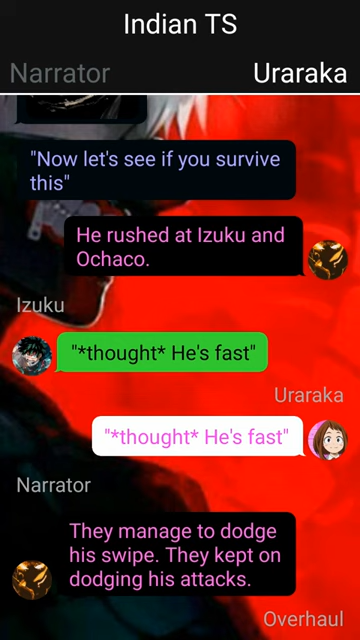 Indian TS
Narrator
Uraraka
"Now let's see if you survive
this"
He rushed at Izuku and
Ochaco.
Izuku
"*thought* He's fast"
Uraraka
"*thought* He's fast"
Narrator
They manage to dodge
his swipe. They kept on
dodging his attacks.
Overhaul